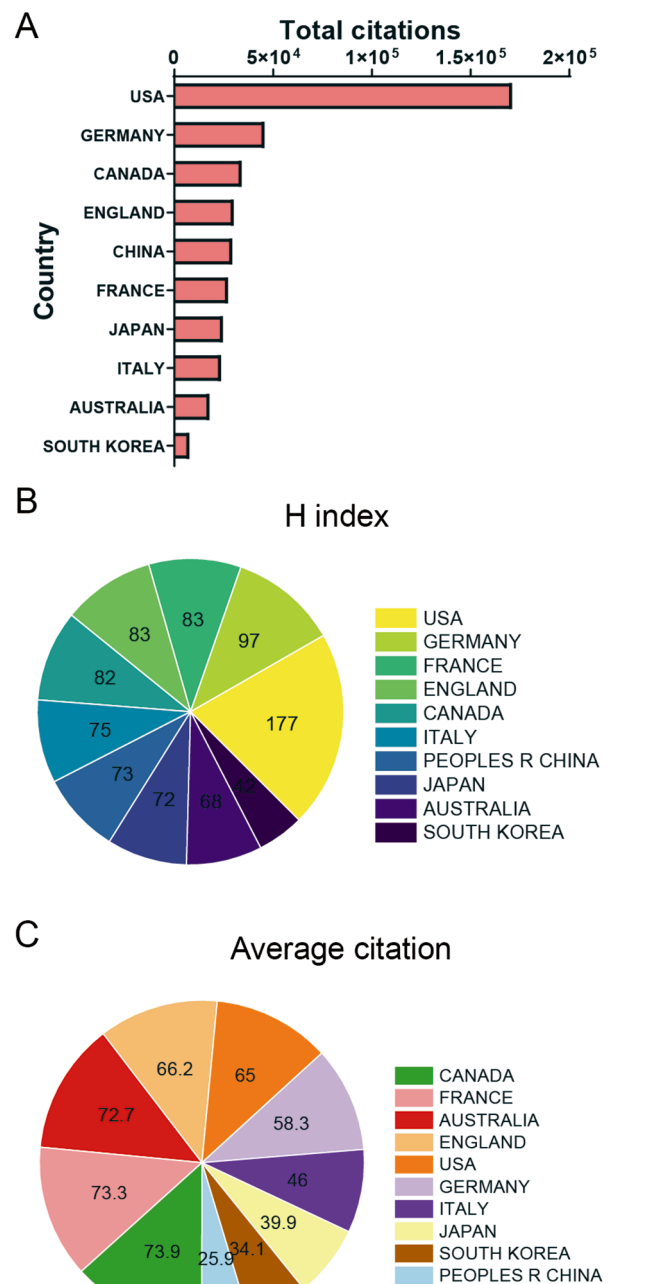 A
Total citations
0 5×10⁴ 1×10⁵ 1.5×10⁵ 2×10⁵
Country
USA
GERMANY
CANADA
ENGLAND
CHINA
FRANCE
JAPAN
ITALY
AUSTRALIA
SOUTH KOREA
B
H index
83
83
97
82
177
75
73
72
68
42
USA
GERMANY
FRANCE
ENGLAND
CANADA
ITALY
PEOPLES R CHINA
JAPAN
AUSTRALIA
SOUTH KOREA
C
Average citation
66.2
65
72.7
58.3
73.3
46
39.9
73.9
25.9
34.1
CANADA
FRANCE
AUSTRALIA
ENGLAND
USA
GERMANY
ITALY
JAPAN
SOUTH KOREA
PEOPLES R CHINA